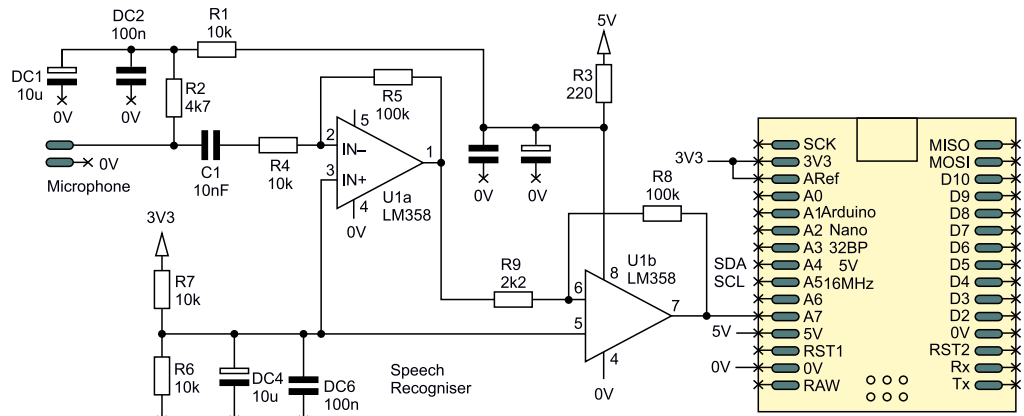 DC2
100n
R1
10k
5V
DC1
10u
0V
0V
R2
4k7
R5
100k
R3
220
5
2
IN−
3
IN+
1
U1a
LM358
4
0V
0V
Microphone
C1
10nF
R4
10k
0V
0V
R8
100k
3V3
R7
10k
R9
2k2
U1b
LM358
8
6
5
7
4
0V
R6
10k
DC4
10u
DC6
100n
Speech
Recogniser
3V3
SDA
SCL
5V
0V
SCK
3V3
ARef
A0
A1 Arduino
A2 Nano
A3 32BP
A4 5V
A5 16MHz
A6
A7
5V
RST1
0V
RAW
MISO
MOSI
D10
D9
D8
D7
D6
D5
D4
D3
D2
0V
RST2
Rx
Tx